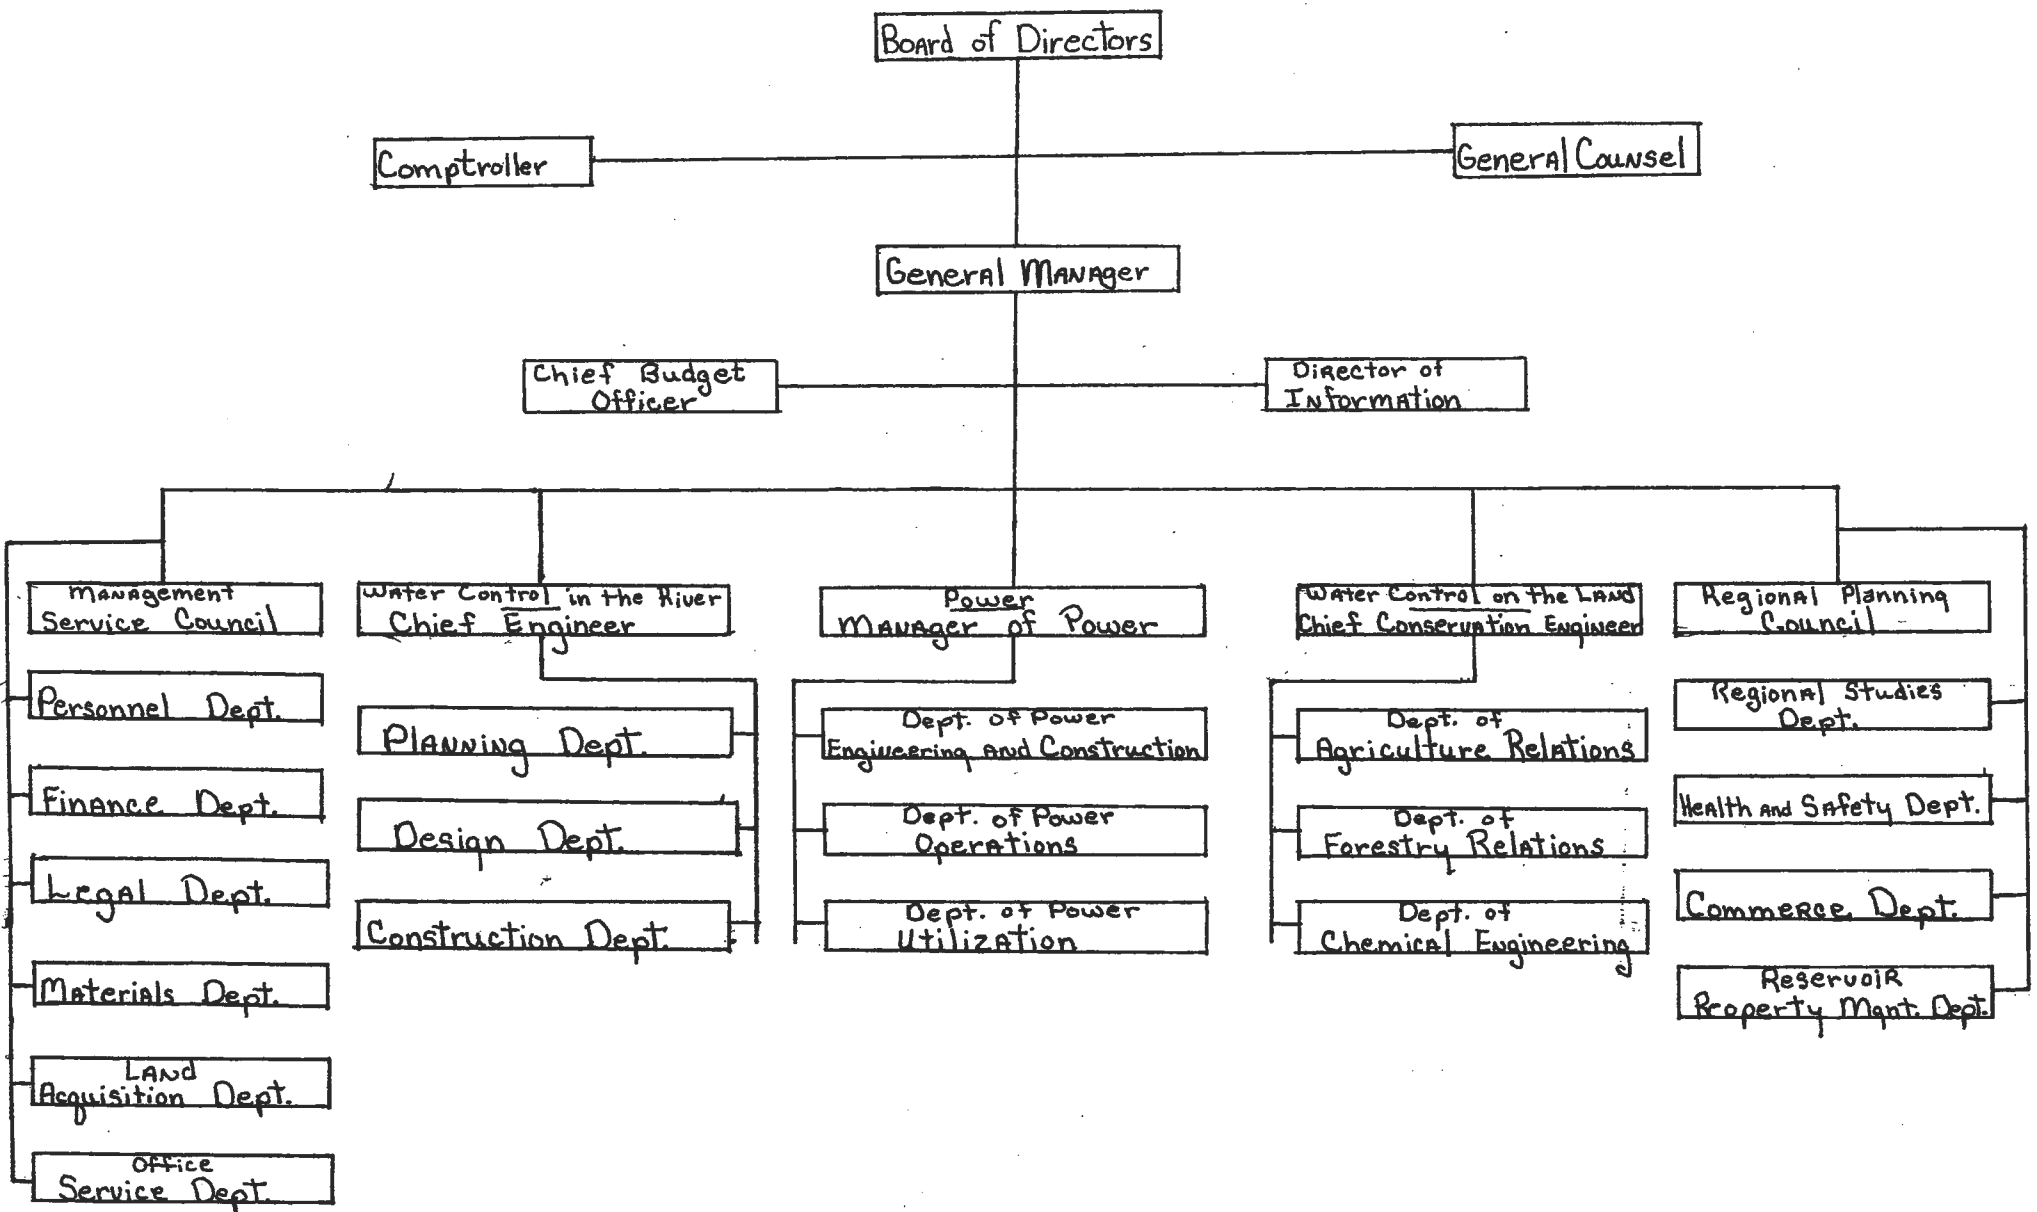 Board of Directors
Comptroller
General Counsel
General Manager
Chief Budget
Officer
Director of
Information
Management
Service Council
Water Control in the River
Chief Engineer
Power
Manager of Power
Water Control on the Land
Chief Conservation Engineer
Regional Planning
Council
Personnel Dept.
Finance Dept.
Legal Dept.
Materials Dept.
Land
Acquisition Dept.
Office
Service Dept.
Planning Dept.
Design Dept.
Construction Dept.
Dept. of Power
Engineering and Construction
Dept. of Power
Operations
Dept. of Power
Utilization
Dept. of
Agriculture Relations
Dept. of
Forestry Relations
Dept. of
Chemical Engineering
Regional Studies
Dept.
Health and Safety Dept.
Commerce Dept.
Reservoir
Property Mgnt. Dept.